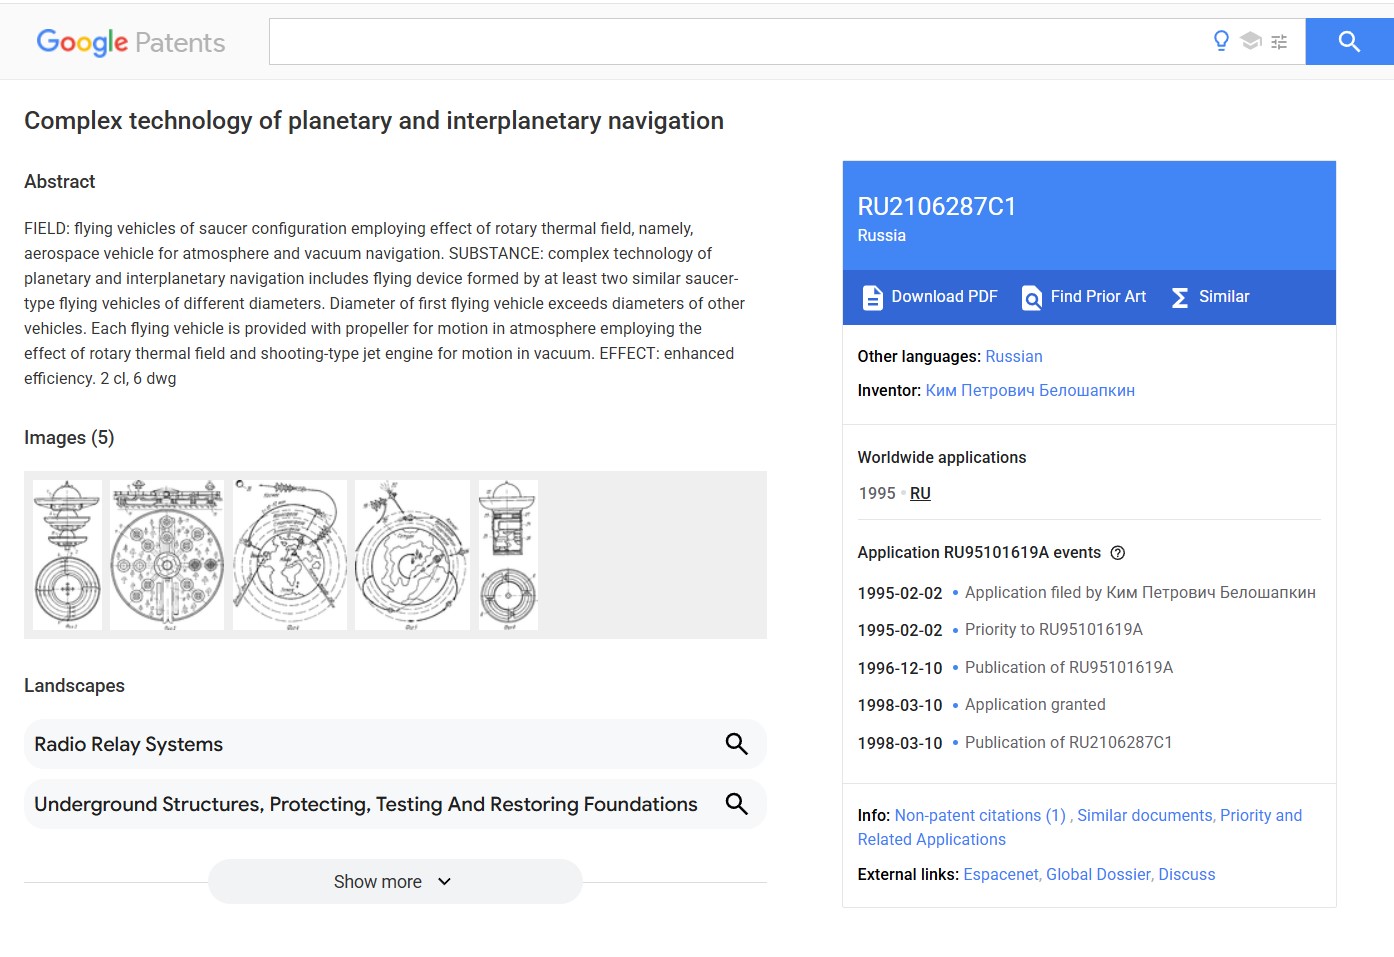 Google Patents
Complex technology of planetary and interplanetary navigation
Abstract
FIELD: flying vehicles of saucer configuration employing effect of rotary thermal field, namely,
aerospace vehicle for atmosphere and vacuum navigation. SUBSTANCE: complex technology of
planetary and interplanetary navigation includes flying device formed by at least two similar saucer-
type flying vehicles of different diameters. Diameter of first flying vehicle exceeds diameters of other
vehicles. Each flying vehicle is provided with propeller for motion in atmosphere employing the
effect of rotary thermal field and shooting-type jet engine for motion in vacuum. EFFECT: enhanced
efficiency. 2 cl, 6 dwg
Images (5)
Landscapes
Radio Relay Systems
Underground Structures, Protecting, Testing And Restoring Foundations
Show more
RU2106287C1
Russia
Download PDF Find Prior Art Similar
Other languages: Russian
Inventor: Ким Петрович Белошапкин
Worldwide applications
1995 RU
Application RU95101619A events
1995-02-02 • Application filed by Ким Петрович Белошапкин
1995-02-02 • Priority to RU95101619A
1996-12-10 • Publication of RU95101619A
1998-03-10 • Application granted
1998-03-10 • Publication of RU2106287C1
Info: Non-patent citations (1) , Similar documents, Priority and
Related Applications
External links: Espacenet, Global Dossier, Discuss